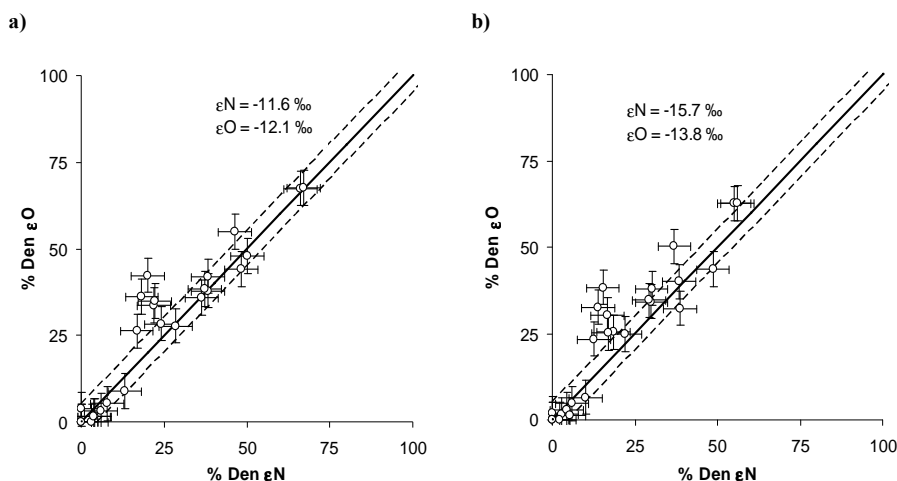 a)
100
75
50
25
0
% Den εO
εN = -11.6 ‰
εO = -12.1 ‰
0 25 50 75 100
% Den εN
b)
100
75
50
25
0
% Den εO
εN = -15.7 ‰
εO = -13.8 ‰
0 25 50 75 100
% Den εN